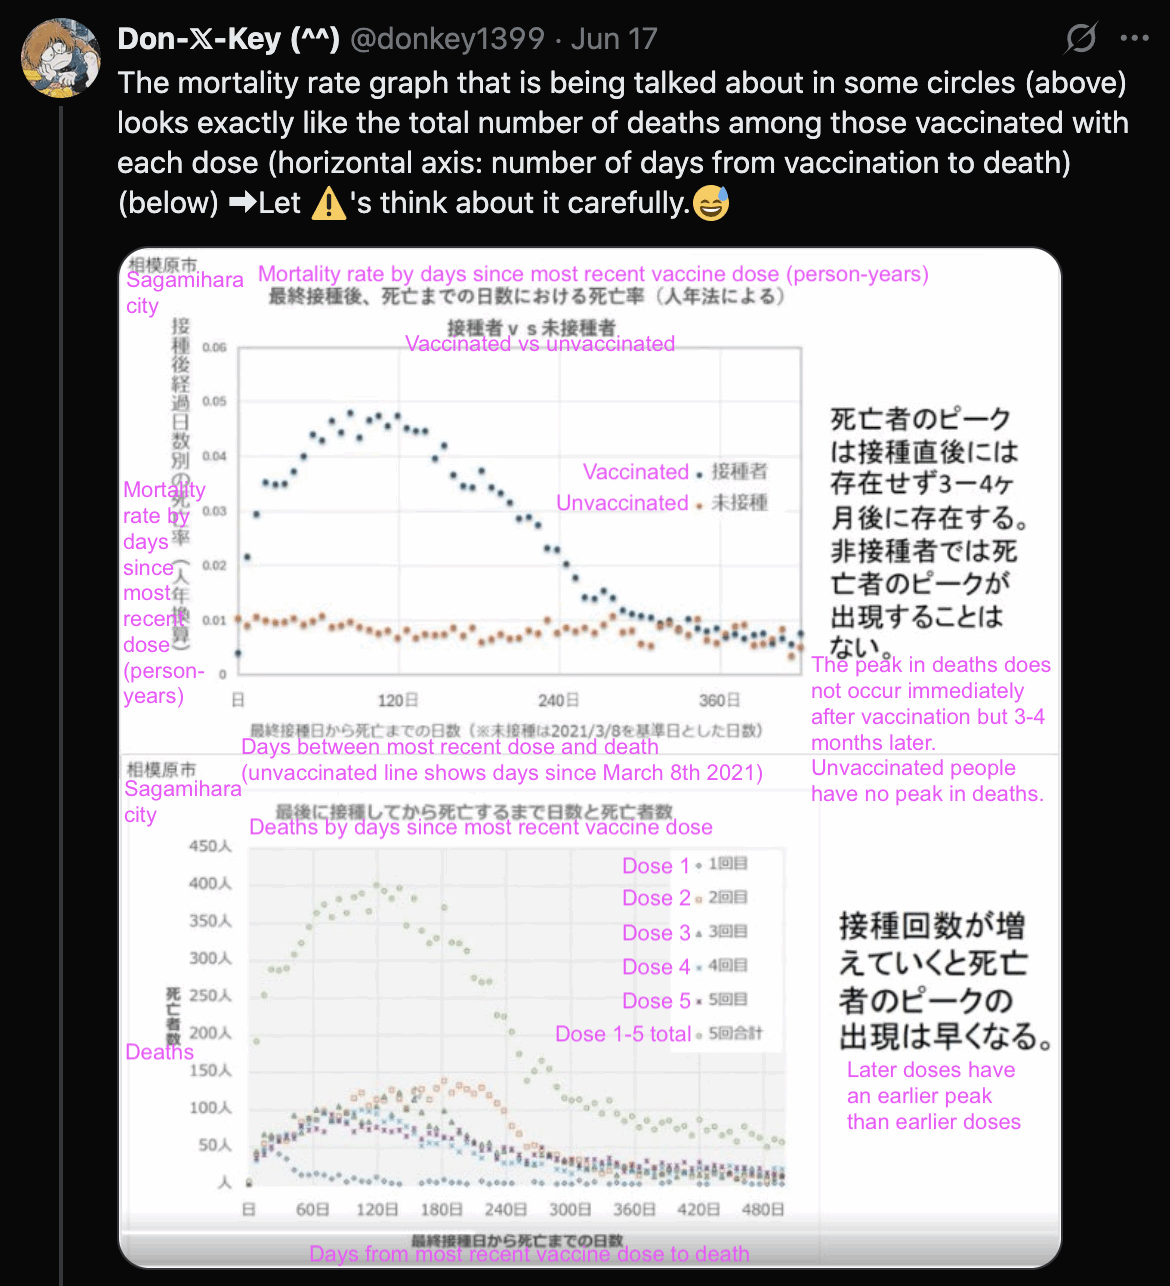 Don-𝕏-Key (^^) @donkey1399 · Jun 17
The mortality rate graph that is being talked about in some circles (above)
looks exactly like the total number of deaths among those vaccinated with
each dose (horizontal axis: number of days from vaccination to death)
(below) ➡Let ⚠️'s think about it carefully.😅
相模原市
Sagamihara
city
Mortality rate by days since most recent vaccine dose (person-years)
最終接種後、死亡までの日数における死亡率（人年法による）
接種者ｖｓ未接種者
Vaccinated vs unvaccinated
接種後経過日数別の死亡率（人年換算）
Mortality
rate by
days
since
most
recent
dose
(person-
years)
0.06
0.05
0.04
0.03
0.02
0.01
0
Vaccinated 接種者
Unvaccinated 未接種
日 120日 240日 360日
最終接種日から死亡までの日数（※未接種は2021/3/8を基準日とした日数）
Days between most recent dose and death
(unvaccinated line shows days since March 8th 2021)
死亡者のピーク
は接種直後には
存在せず3ー4ヶ
月後に存在する。
非接種者では死
亡者のピークが
出現することは
ない。
The peak in deaths does
not occur immediately
after vaccination but 3-4
months later.
Unvaccinated people
have no peak in deaths.
相模原市
Sagamihara
city
最後に接種してから死亡するまで日数と死亡者数
Deaths by days since most recent vaccine dose
死亡者数
Deaths
450人
400人
350人
300人
250人
200人
150人
100人
50人
人
Dose 1 1回目
Dose 2 2回目
Dose 3 3回目
Dose 4 4回目
Dose 5 5回目
Dose 1-5 total 5回合計
日 60日 120日 180日 240日 300日 360日 420日 480日
最終接種日から死亡までの日数
Days from most recent vaccine dose to death
接種回数が増
えていくと死亡
者のピークの
出現は早くなる。
Later doses have
an earlier peak
than earlier doses